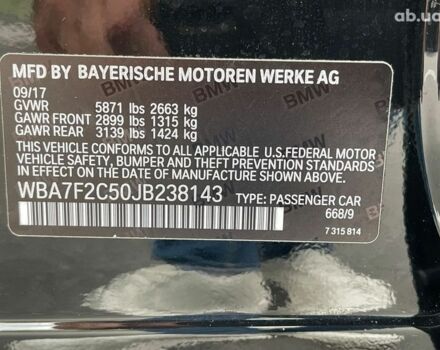 ab.ua
MFD BY BAYERISCHE MOTOREN WERKE AG
09/17
GVWR 5871 lbs 2663 kg
GAWR FRONT 2899 lbs 1315 kg
GAWR REAR 3139 lbs 1424 kg
THIS VEHICLE CONFORMS TO ALL APPLICABLE U.S.FEDERAL MOTOR
VEHICLE SAFETY, BUMPER AND THEFT PREVENTION STANDARDS
IN EFFECT ON THE DATE OF MANUFACTURE SHOWN ABOVE.
WBA7F2C50JB238143 TYPE: PASSENGER CAR
668/9
7 315 814